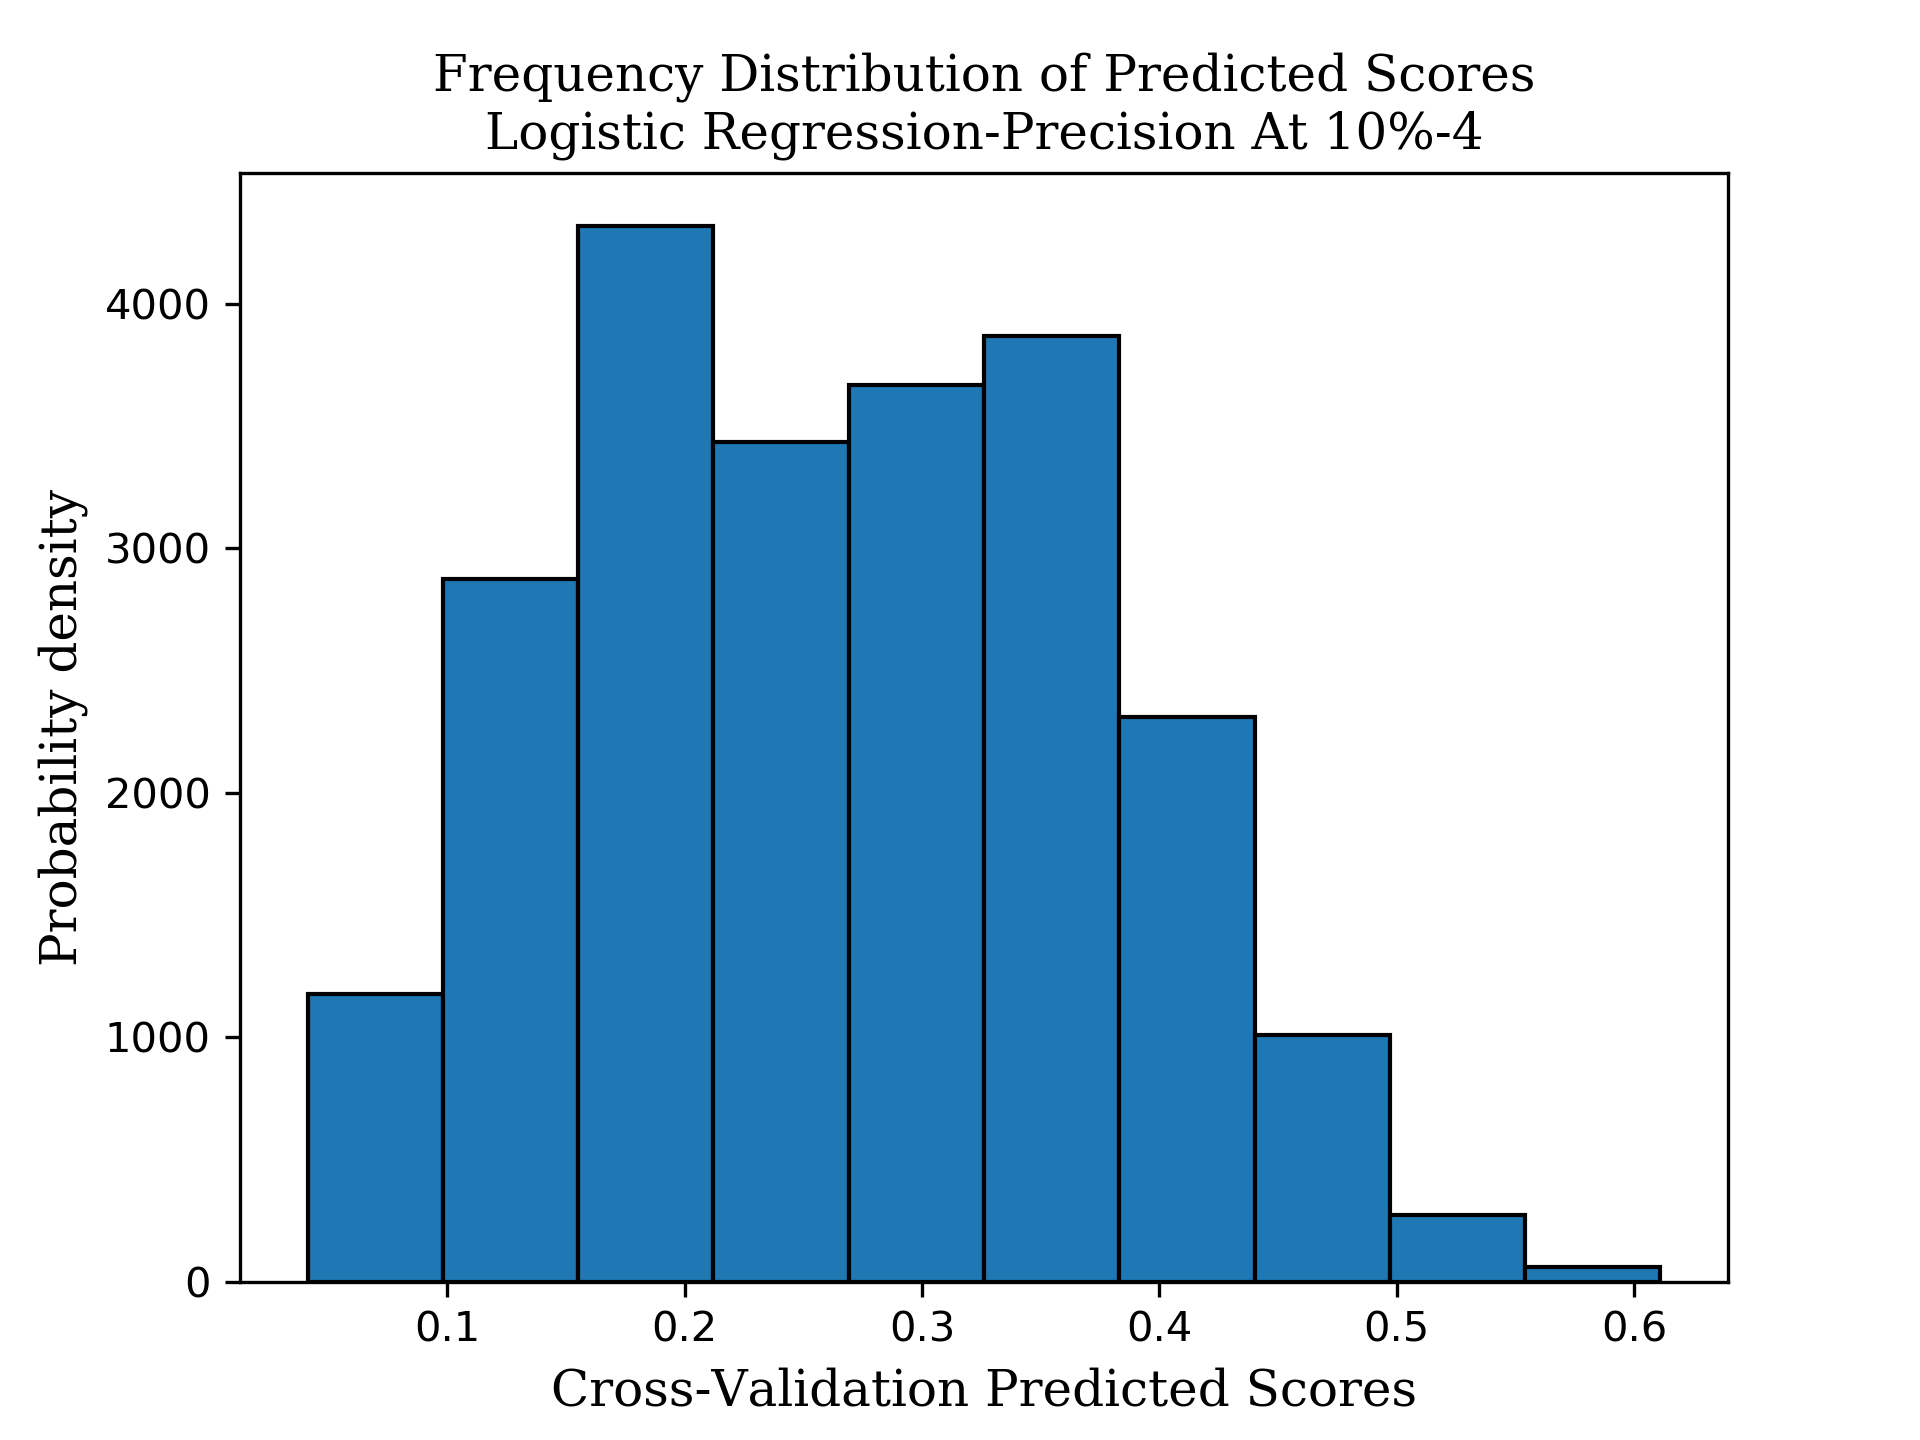 Frequency Distribution of Predicted Scores
Logistic Regression-Precision At 10%-4
Probability density
4000
3000
2000
1000
0
0.1 0.2 0.3 0.4 0.5 0.6
Cross-Validation Predicted Scores